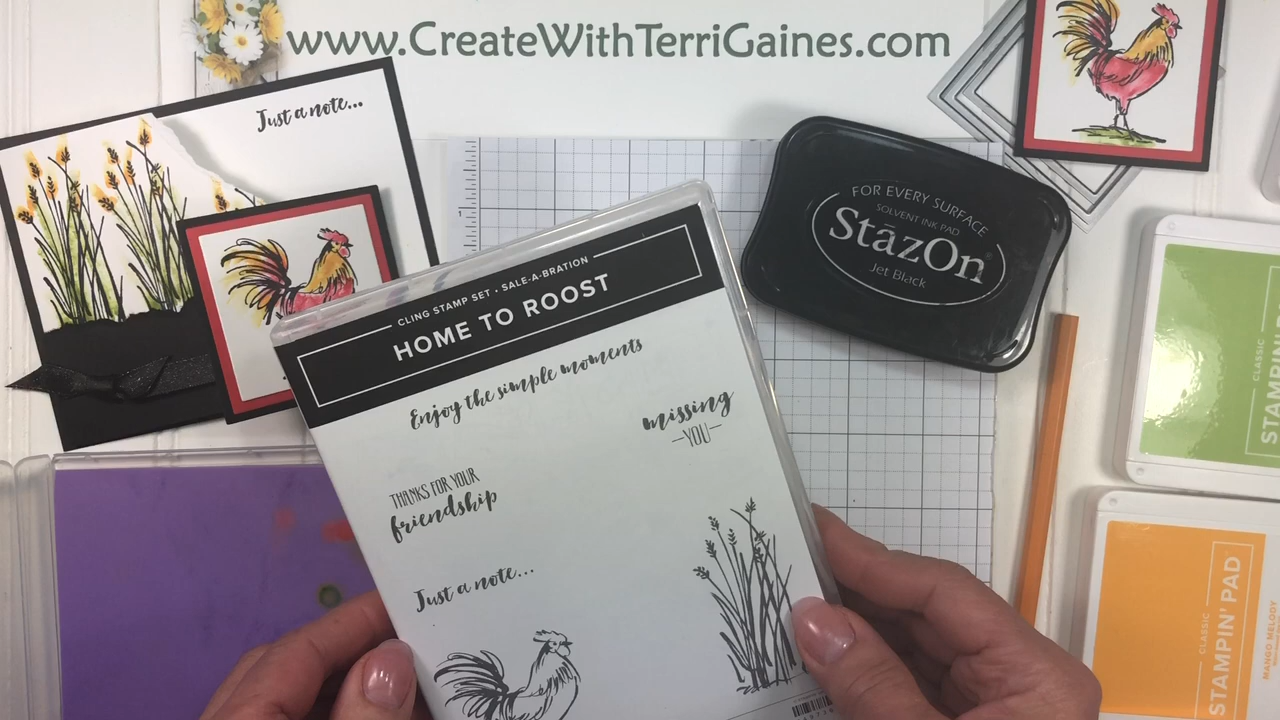 www.CreateWithTerriGaines.com
Just a note...
FOR EVERY SURFACE
SOLVENT INK PAD
StāzOn
Jet Black
CLING STAMP SET • SALE-A-BRATION
HOME TO ROOST
Enjoy the simple moments
missing
–YOU–
THANKS FOR YOUR
friendship
Just a note...
CLASSIC
STAMPIN'
CLASSIC
STAMPIN' PAD
MANGO MELODY